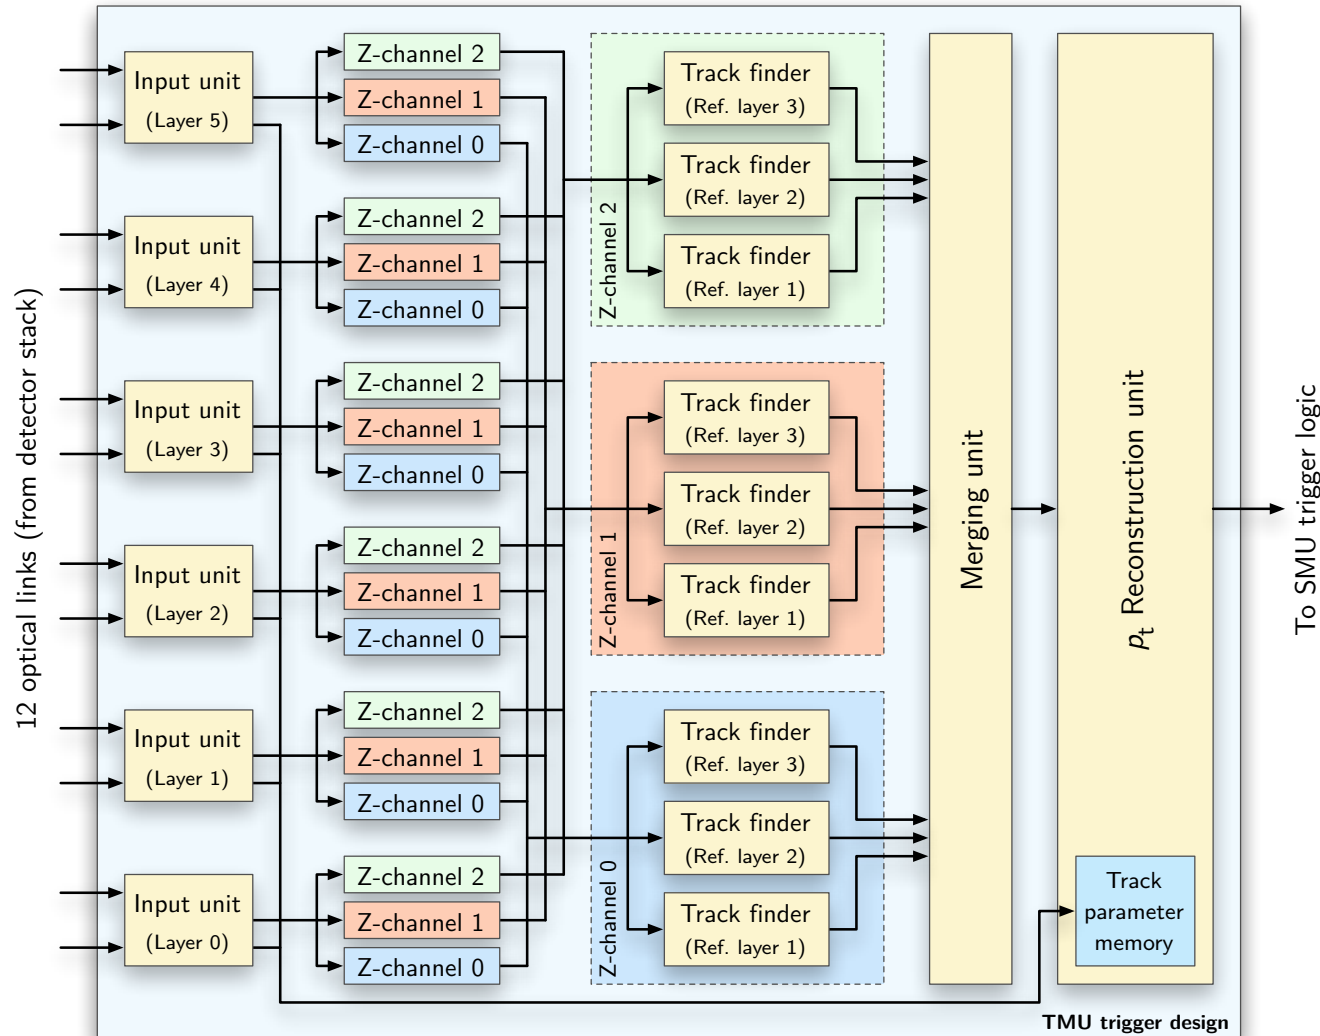 12 optical links (from detector stack)
Input unit
(Layer 5)
Z-channel 2
Z-channel 1
Z-channel 0
Input unit
(Layer 4)
Z-channel 2
Z-channel 1
Z-channel 0
Input unit
(Layer 3)
Z-channel 2
Z-channel 1
Z-channel 0
Input unit
(Layer 2)
Z-channel 2
Z-channel 1
Z-channel 0
Input unit
(Layer 1)
Z-channel 2
Z-channel 1
Z-channel 0
Input unit
(Layer 0)
Z-channel 2
Z-channel 1
Z-channel 0
Z-channel 2
Track finder
(Ref. layer 3)
Track finder
(Ref. layer 2)
Track finder
(Ref. layer 1)
Z-channel 1
Track finder
(Ref. layer 3)
Track finder
(Ref. layer 2)
Track finder
(Ref. layer 1)
Z-channel 0
Track finder
(Ref. layer 3)
Track finder
(Ref. layer 2)
Track finder
(Ref. layer 1)
Merging unit
pt Reconstruction unit
Track
parameter
memory
To SMU trigger logic
TMU trigger design